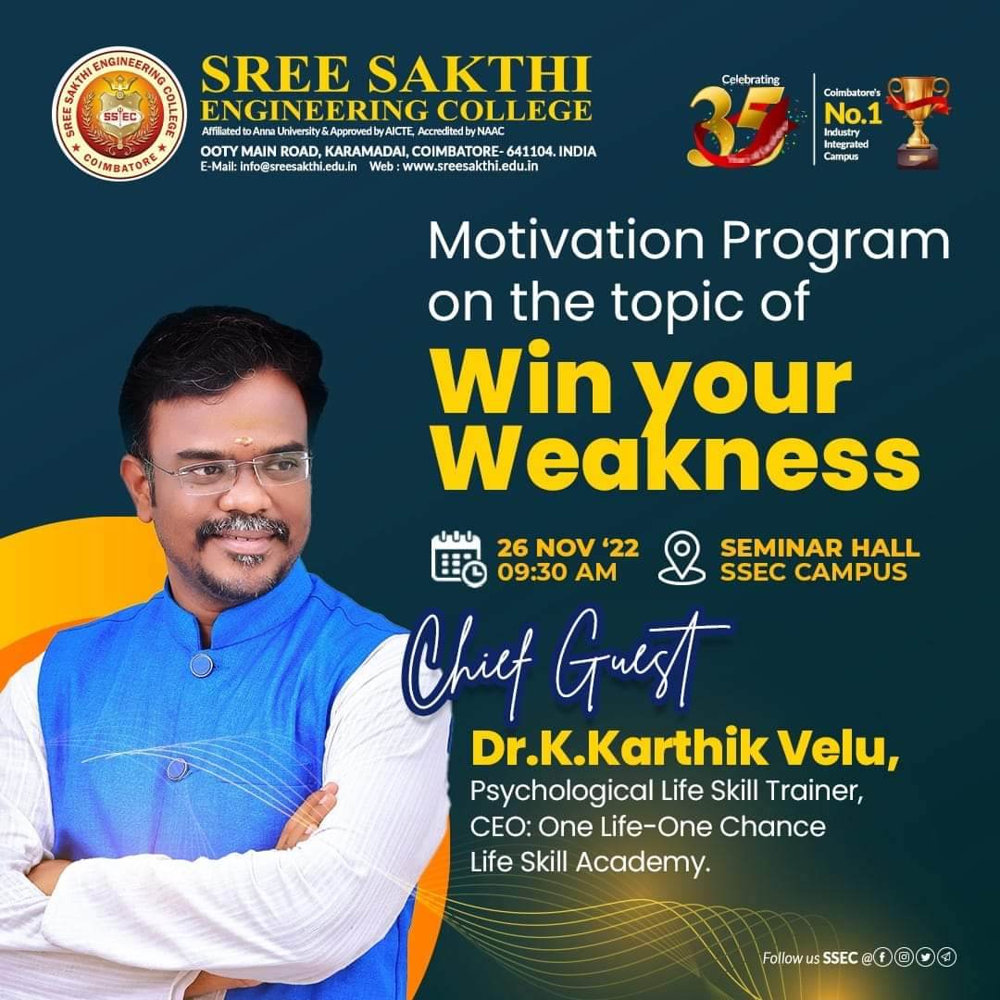 SREE SAKTHI ENGINEERING COLLEGE
COIMBATORE
SSEC
SREE SAKTHI
ENGINEERING COLLEGE
Affiliated to Anna University & Approved by AICTE, Accredited by NAAC
OOTY MAIN ROAD, KARAMADAI, COIMBATORE- 641104. INDIA
E-Mail: info@sreesakthi.edu.in Web : www.sreesakthi.edu.in
Celebrating
35
Coimbatore's
No.1
Industry
Integrated
Campus
Motivation Program
on the topic of
Win your
Weakness
26 NOV ‘22
09:30 AM
SEMINAR HALL
SSEC CAMPUS
Chief Guest
Dr.K.Karthik Velu,
Psychological Life Skill Trainer,
CEO: One Life-One Chance
Life Skill Academy.
Follow us SSEC @